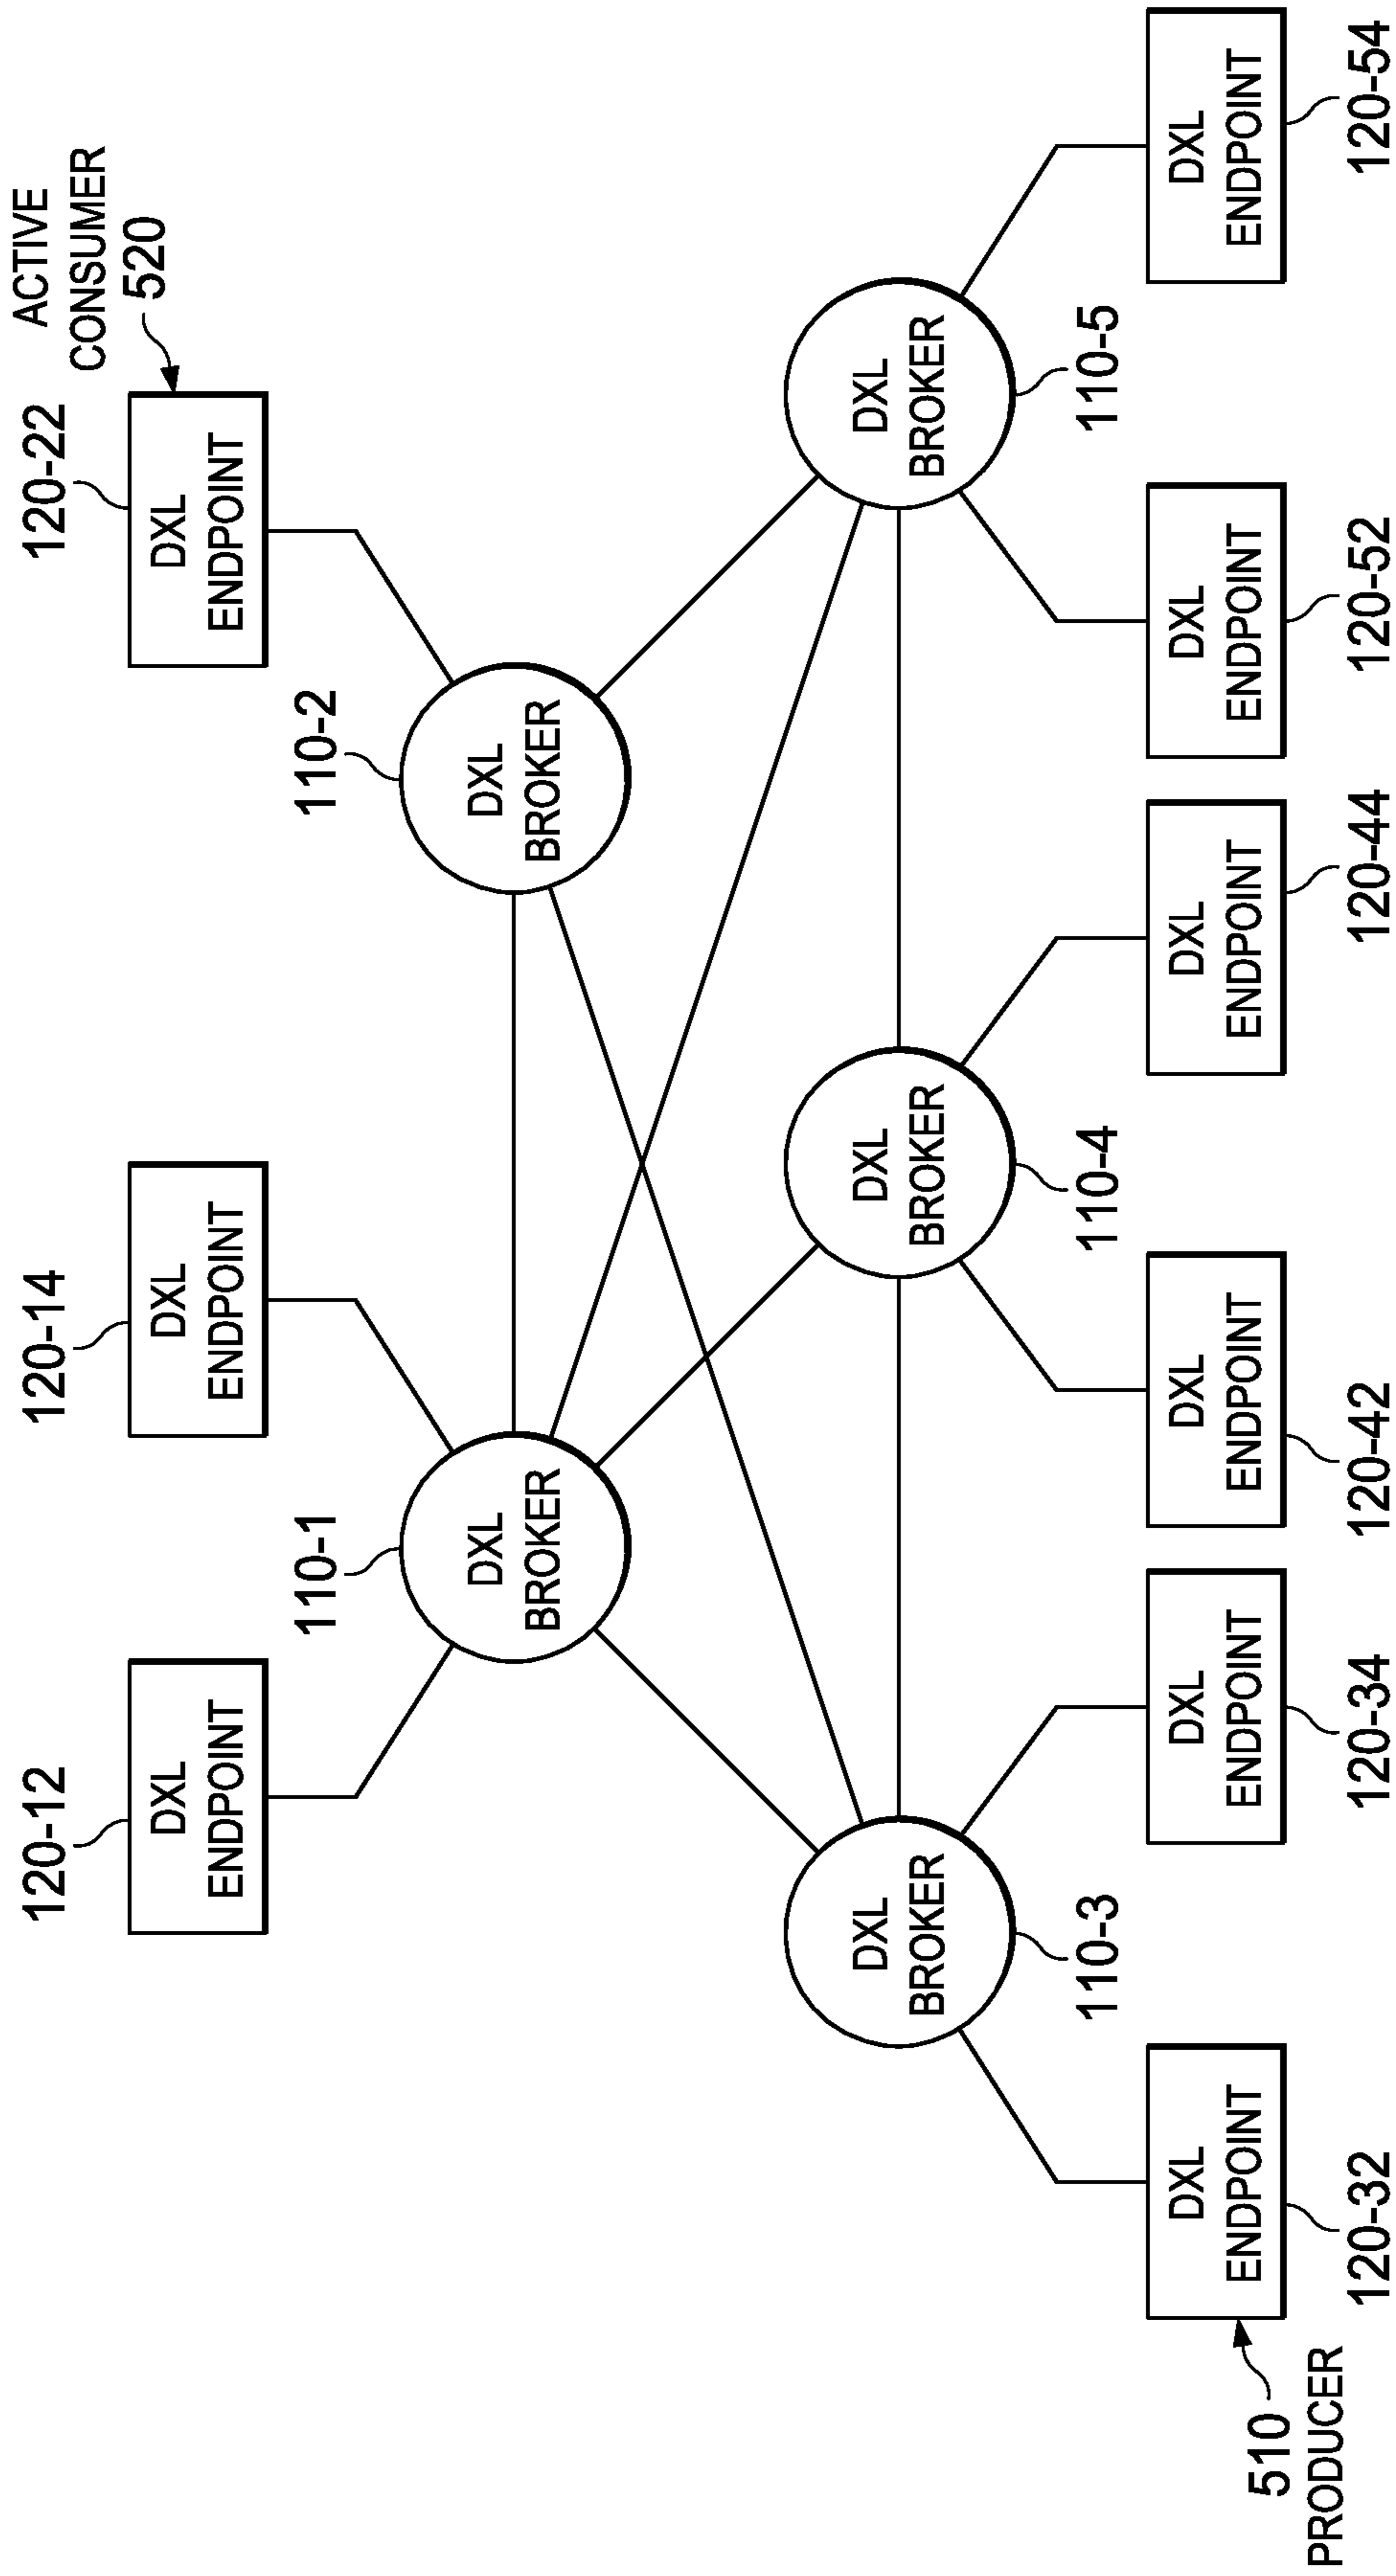 ACTIVE
CONSUMER
520
120-12
120-14
120-22
DXL
ENDPOINT
DXL
ENDPOINT
DXL
ENDPOINT
110-1
110-2
DXL
BROKER
DXL
BROKER
DXL
BROKER
DXL
BROKER
DXL
BROKER
110-3
110-4
110-5
DXL
ENDPOINT
DXL
ENDPOINT
DXL
ENDPOINT
DXL
ENDPOINT
DXL
ENDPOINT
DXL
ENDPOINT
510
PRODUCER
120-32
120-34
120-42
120-44
120-52
120-54